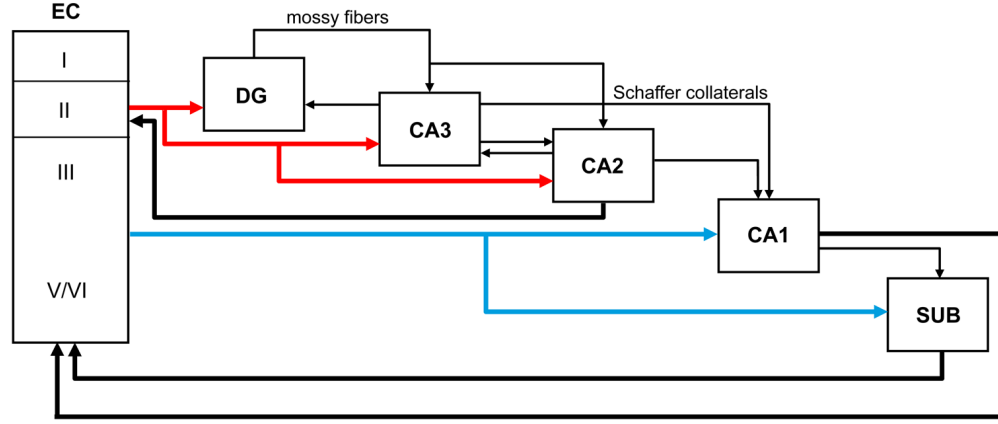 EC
mossy fibers
I
DG
II
Schaffer collaterals
CA3
CA2
III
CA1
V/VI
SUB